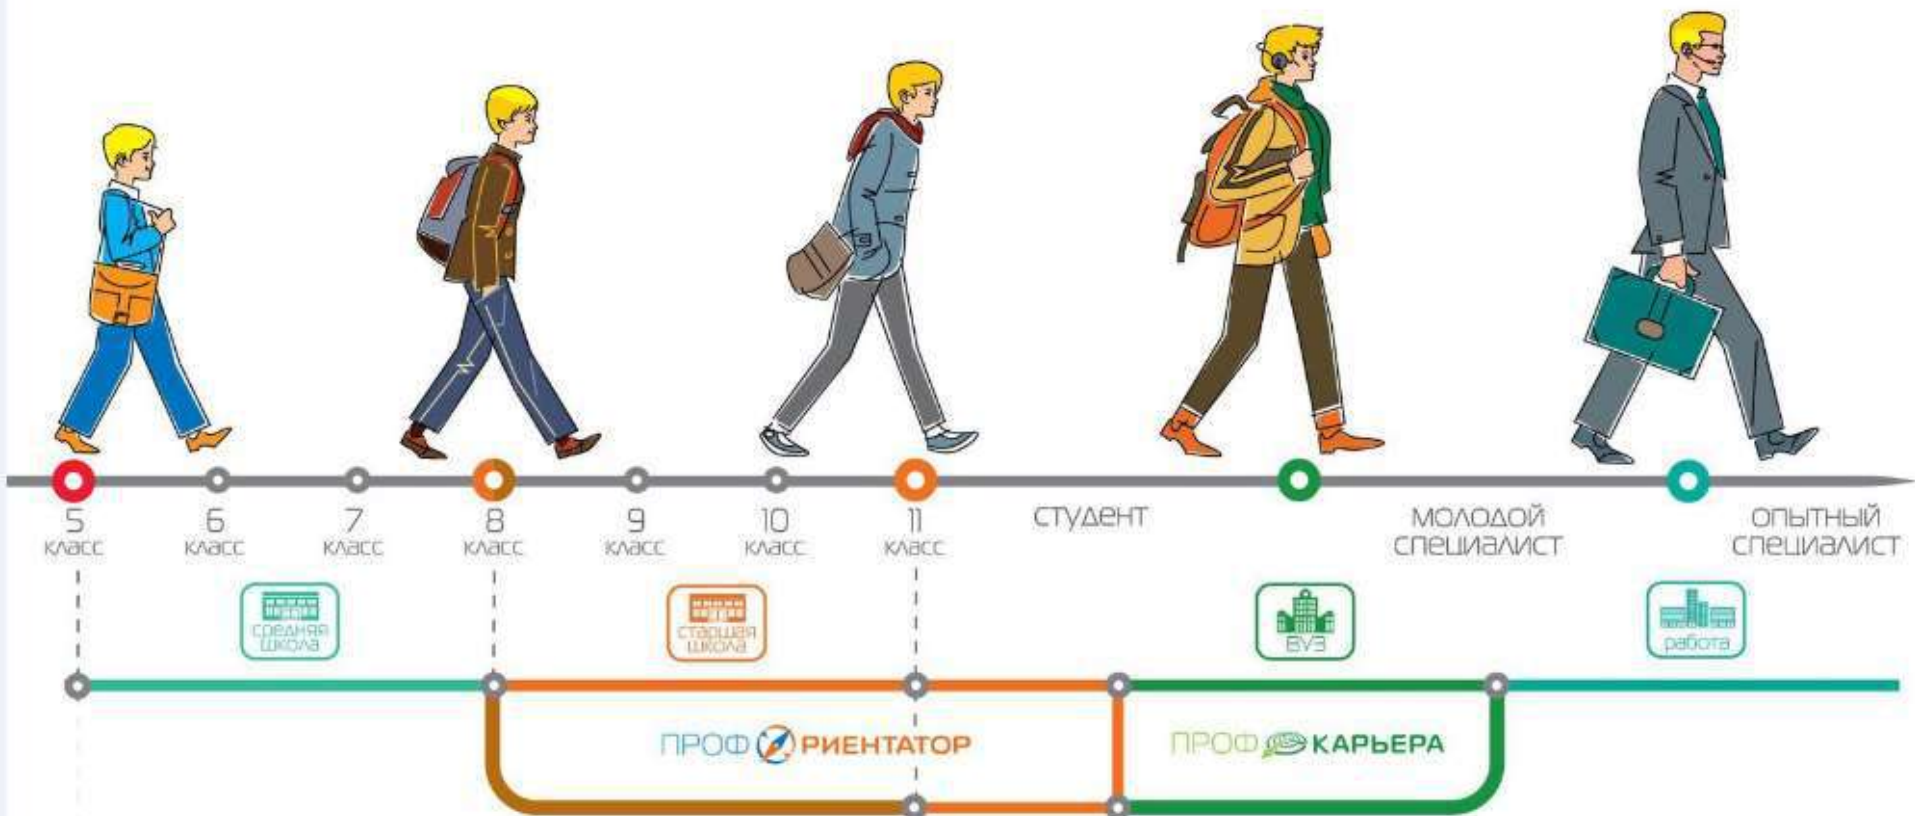 5
класс
6
класс
7
класс
8
класс
9
класс
10
класс
11
класс
СТУДЕНТ
МОЛОДОЙ
СПЕЦИАЛИСТ
ОПЫТНЫЙ
СПЕЦИАЛИСТ
средняя
школа
старшая
школа
ВУЗ
работа
ПРОФ РИЕНТАТОР
ПРОФ КАРЬЕРА